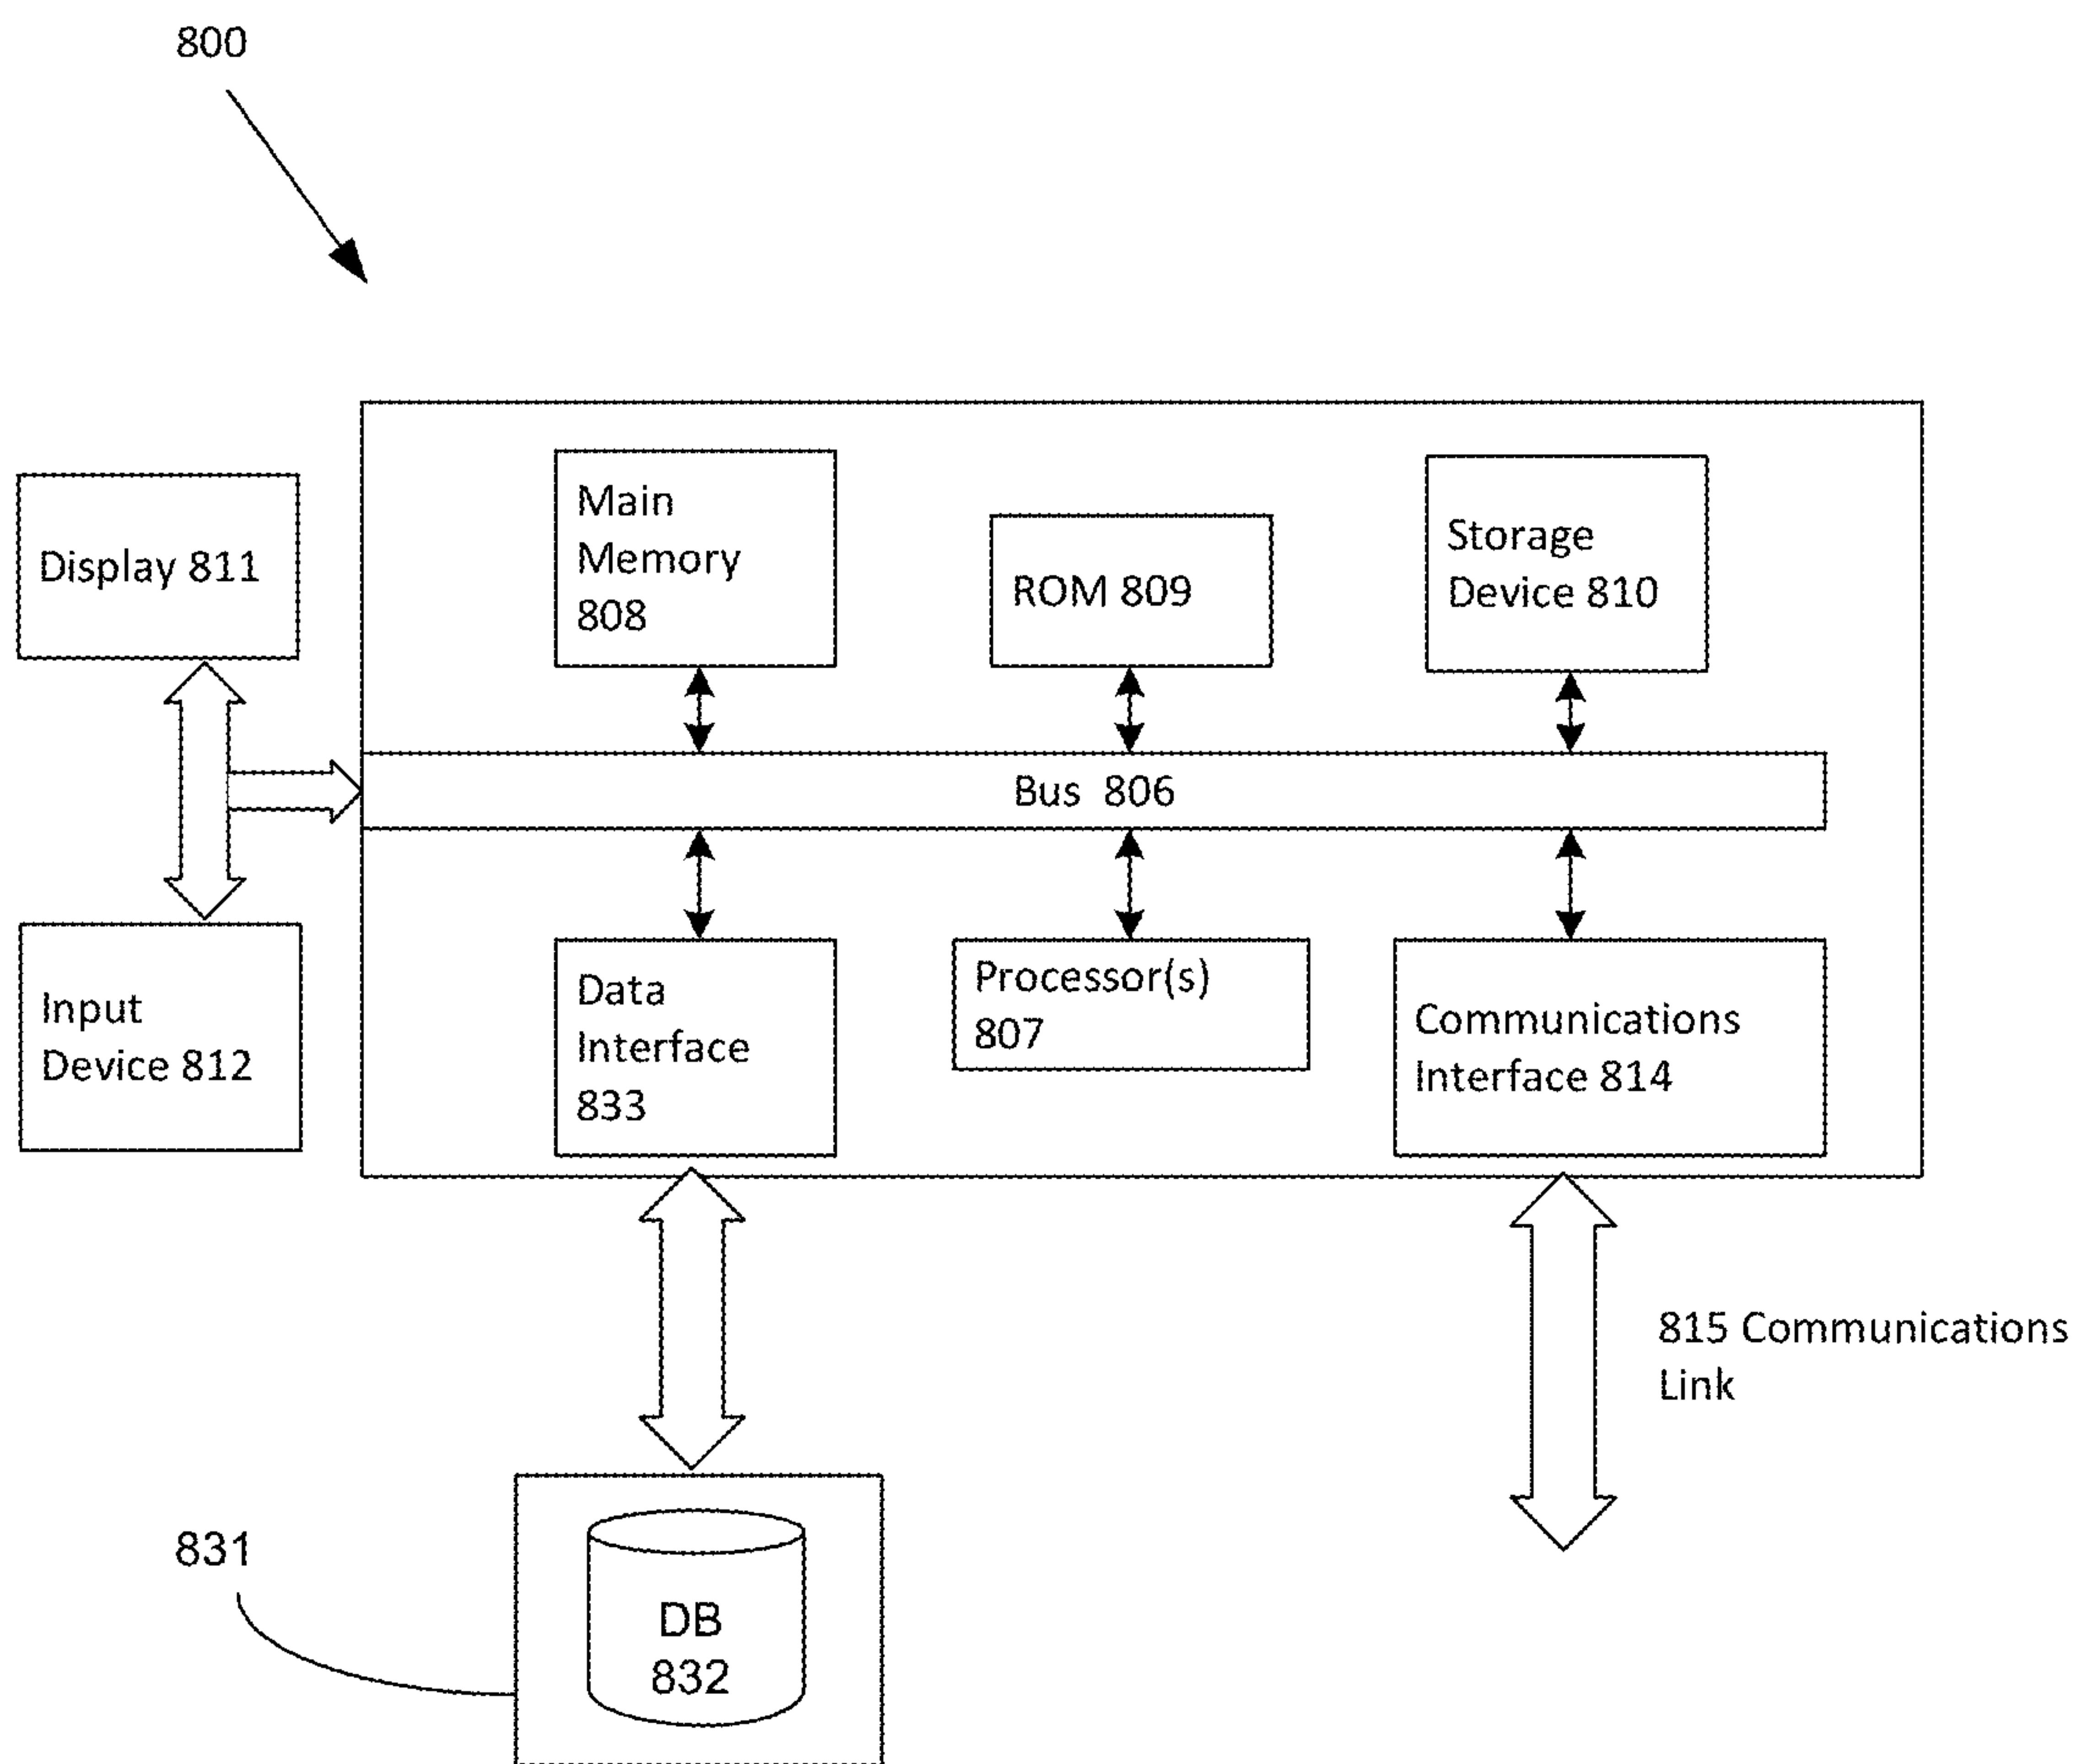 800
Main
Memory
808
ROM 809
Storage
Device 810
Display 811
Bus 806
Input
Device 812
Data
Interface
833
Processor(s)
807
Communications
Interface 814
815 Communications
Link
831
DB
832